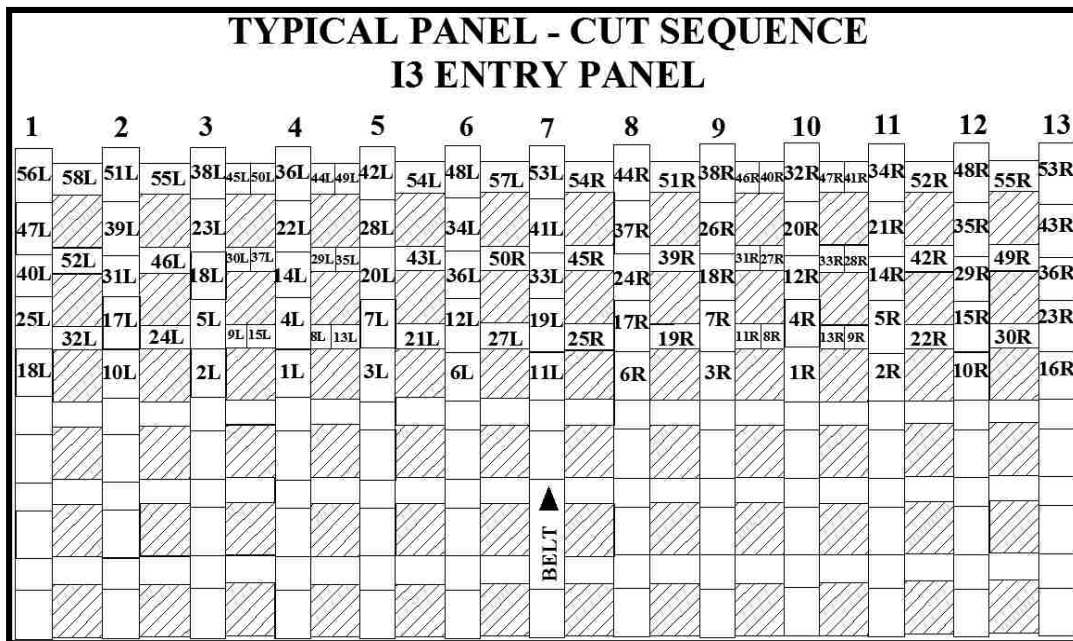 TYPICAL PANEL - CUT SEQUENCE
I3 ENTRY PANEL
1 2 3 4 5 6 7 8 9 10 11 12 13
56L 58L 51L 55L 38L 45L 50L 36L 44L 49L 42L 54L 48L 57L 53L 54R 44R 51R 38R 46R 40R 32R 47R 41R 34R 52R 48R 55R 53R
47L 39L 23L 22L 28L 34L 41L 37R 26R 20R 21R 35R 43R
52L 46L 30L 37L 29L 35L 43L 50R 45R 39R 31R 27R 33R 28R 42R 49R
40L 31L 18L 14L 20L 36L 33L 24R 18R 12R 14R 29R 36R
25L 17L 5L 4L 7L 12L 19L 17R 7R 4R 5R 15R 23R
32L 24L 9L 15L 8L 13L 21L 27L 25R 19R 11R 8R 13R 9R 22R 30R
18L 10L 2L 1L 3L 6L 11L 6R 3R 1R 2R 10R 16R
BELT